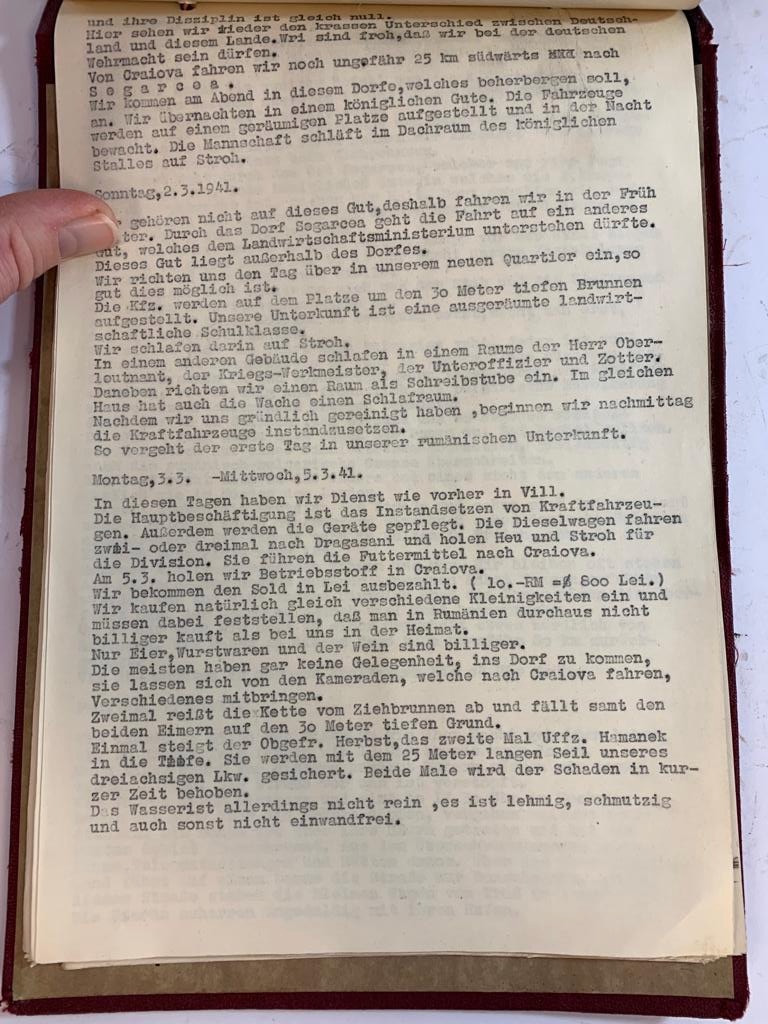 und ihre Disziplin ist gleich null.
Hier sehen wir wieder den krassen Unterschied zwischen Deutsch-
land und diesem Lande.Wri sind froh,daß wir bei der deutschen
Wehrmacht sein dürfen.
Von Craiova fahren wir noch ungefähr 25 km südwärts nach
S e g a r c e a .
Wir kommen am Abend in diesem Dorfe,welches beherbergen soll,
an. Wir übernachten in einem königlichen Gute. Die Fahrzeuge
werden auf einem geräumigen Platze aufgestellt und in der Nacht
bewacht. Die Mannschaft schläft im Dachraum des königlichen
Stalles auf Stroh.
Sonntag,2.3.1941.
gehören nicht auf dieses Gut,deshalb fahren wir in der Früh
ter. Durch das Dorf Segarcea geht die Fahrt auf ein anderes
Gut, welches dem Landwirtschaftsministerium unterstehen dürfte.
Dieses Gut liegt außerhalb des Dorfes.
Wir richten uns den Tag über in unserem neuen Quartier ein,so
gut dies möglich ist.
Die Kfz. werden auf dem Platze um den 30 Meter tiefen Brunnen
aufgestellt. Unsere Unterkunft ist eine ausgeräumte landwirt-
schaftliche Schulklasse.
Wir schlafen darin auf Stroh.
In einem anderen Gebäude schlafen in einem Raume der Herr Ober-
leutnant, der Kriegs-Werkmeister, der Unteroffizier und Zotter.
Daneben richten wir einen Raum als Schreibstube ein. Im gleichen
Haus hat auch die Wache einen Schlafraum.
Nachdem wir uns gründlich gereinigt haben ,beginnen wir nachmittag
die Kraftfahrzeuge instandzusetzen.
So vergeht der erste Tag in unserer rumänischen Unterkunft.
Montag,3.3. -Mittwoch,5.3.41.
In diesen Tagen haben wir Dienst wie vorher in Vill.
Die Hauptbeschäftigung ist das Instandsetzen von Kraftfahrzeu-
gen. Außerdem werden die Geräte gepflegt. Die Dieselwagen fahren
zwei- oder dreimal nach Dragasani und holen Heu und Stroh für
die Division. Sie führen die Futtermittel nach Craiova.
Am 5.3. holen wir Betriebsstoff in Craiova.
Wir bekommen den Sold in Lei ausbezahlt. ( 10.-RM = 800 Lei.)
Wir kaufen natürlich gleich verschiedene Kleinigkeiten ein und
müssen dabei feststellen, daß man in Rumänien durchaus nicht
billiger kauft als bei uns in der Heimat.
Nur Eier,Wurstwaren und der Wein sind billiger.
Die meisten haben gar keine Gelegenheit, ins Dorf zu kommen,
sie lassen sich von den Kameraden, welche nach Craiova fahren,
Verschiedenes mitbringen.
Zweimal reißt die Kette vom Ziehbrunnen ab und fällt samt den
beiden Eimern auf den 30 Meter tiefen Grund.
Einmal steigt der Obgefr. Herbst,das zweite Mal Uffz. Hamanek
in die Tiefe. Sie werden mit dem 25 Meter langen Seil unseres
dreiachsigen Lkw. gesichert. Beide Male wird der Schaden in kur-
zer Zeit behoben.
Das Wasserist allerdings nicht rein ,es ist lehmig, schmutzig
und auch sonst nicht einwandfrei.